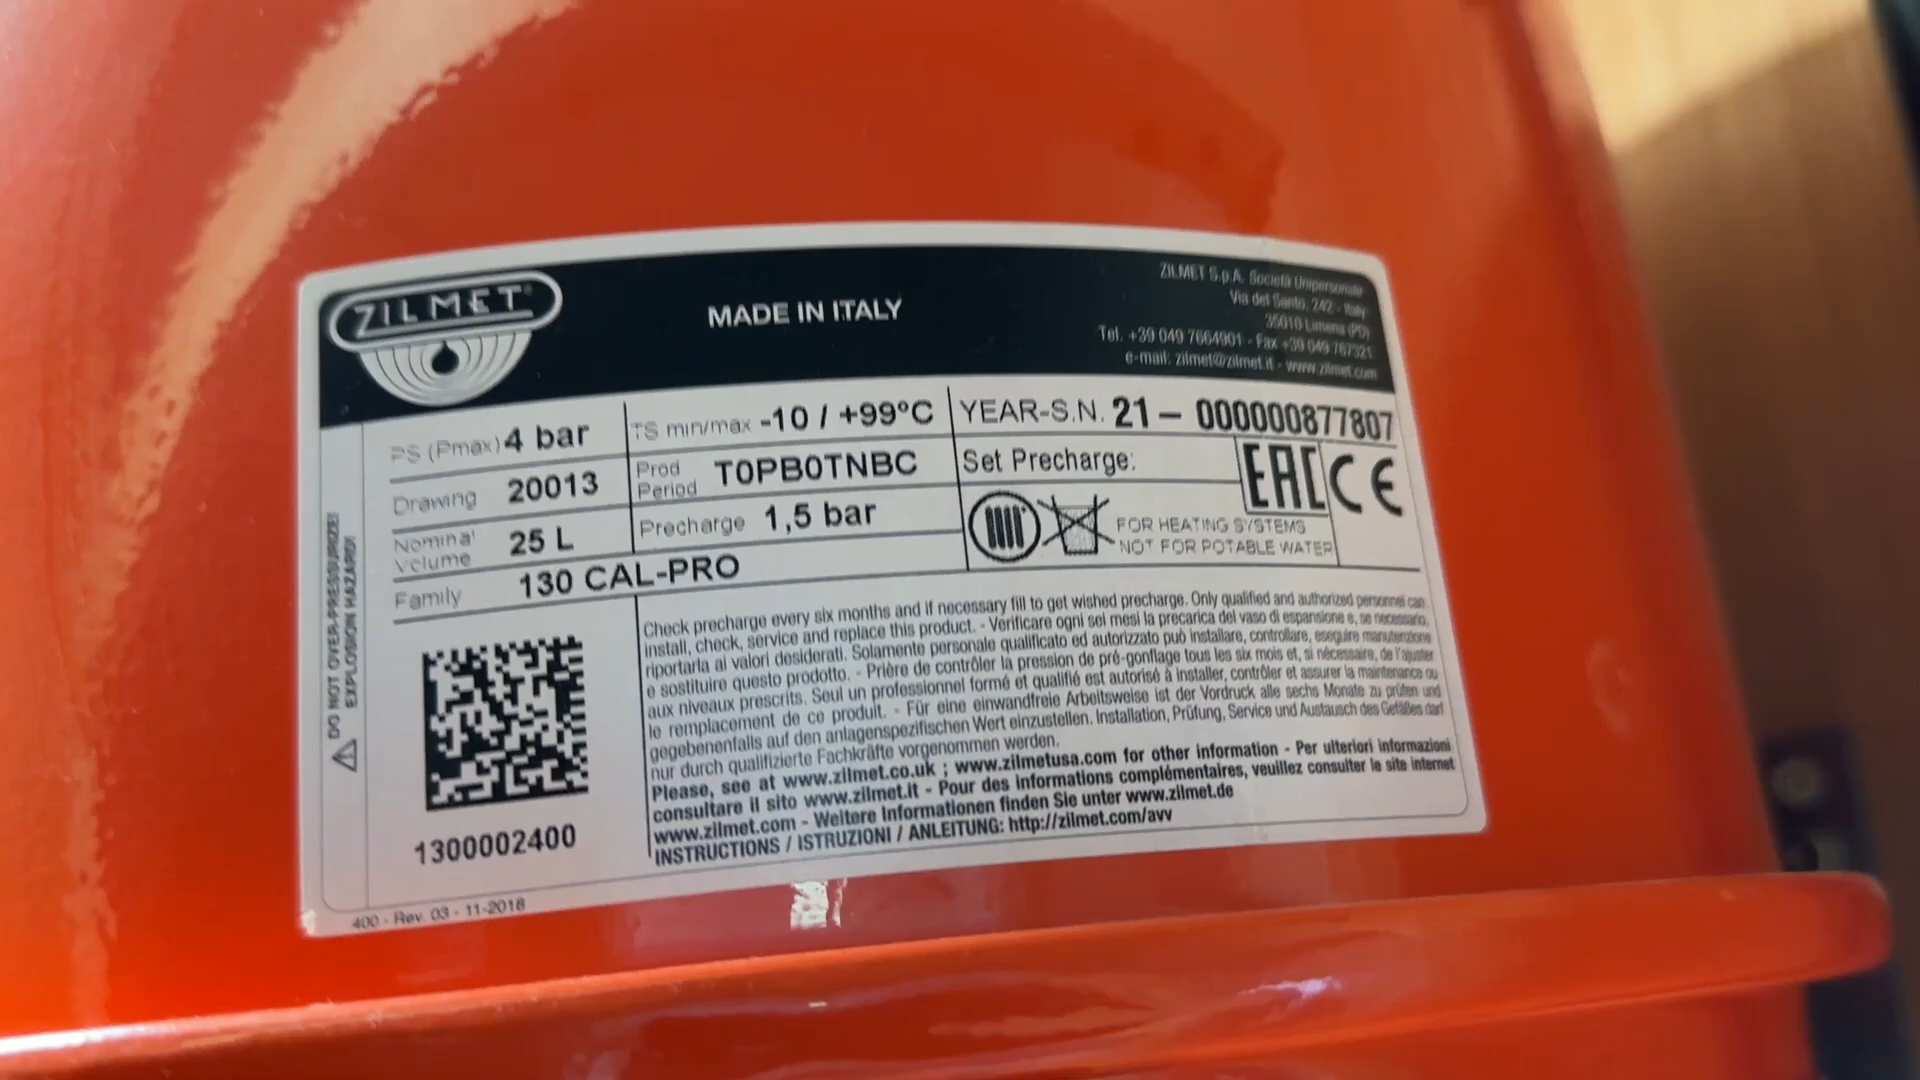 ZILMET
MADE IN ITALY
ZILMET S.p.A. Società Unipersonale
Via del Santo, 242 - Italy
35010 Limena (PD)
Tel. +39 049 7664901 - Fax +39 049 767321
e-mail: zilmet@zilmet.it - www.zilmet.com
PS (Pmax) 4 bar
TS min/max -10 / +99°C
YEAR-S.N. 21 - 000000877807
Drawing 20013
Prod Period T0PB0TNBC
Set Precharge:
EAC CE
Nominal Volume 25 L
Precharge 1,5 bar
FOR HEATING SYSTEMS
NOT FOR POTABLE WATER
Family 130 CAL-PRO
DO NOT OVER-PRESSURIZE!
EXPLOSION HAZARD!
Check precharge every six months and if necessary fill to get wished precharge. Only qualified and authorized personnel can
install, check, service and replace this product. - Verificare ogni sei mesi la precarica del vaso di espansione e, se necessario,
riportarla ai valori desiderati. Solamente personale qualificato ed autorizzato può installare, controllare, eseguire manutenzione
e sostituire questo prodotto. - Prière de contrôler la pression de pré-gonflage tous les six mois et, si nécessaire, de l'ajuster
aux niveaux prescrits. Seul un professionnel formé et qualifié est autorisé à installer, contrôler et assurer la maintenance ou
le remplacement de ce produit. - Für eine einwandfreie Arbeitsweise ist der Vordruck alle sechs Monate zu prüfen und
gegebenenfalls auf den anlagenspezifischen Wert einzustellen. Installation, Prüfung, Service und Austausch des Gefäßes darf
nur durch qualifizierte Fachkräfte vorgenommen werden.
Please, see at www.zilmet.co.uk ; www.zilmetusa.com for other information - Per ulteriori informazioni
consultare il sito www.zilmet.it - Pour des informations complémentaires, veuillez consulter le site internet
www.zilmet.com - Weitere Informationen finden Sie unter www.zilmet.de
INSTRUCTIONS / ISTRUZIONI / ANLEITUNG: http://zilmet.com/avv
1300002400
400 - Rev. 03 - 11-2018